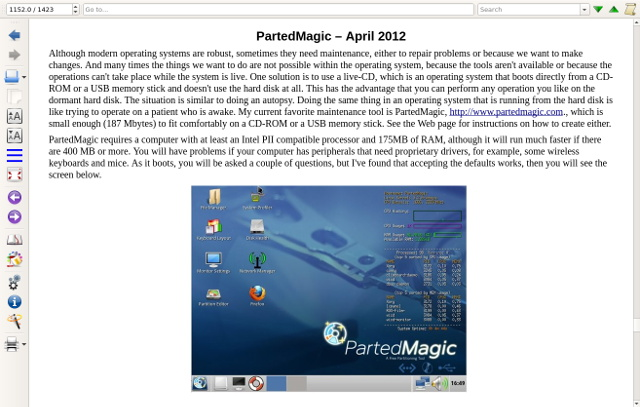 1152.0 / 1423
Go to...
Search
PartedMagic – April 2012
Although modern operating systems are robust, sometimes they need maintenance, either to repair problems or because we want to make
changes. And many times the things we want to do are not possible within the operating system, because the tools aren't available or because the
operations can't take place while the system is live. One solution is to use a live-CD, which is an operating system that boots directly from a CD-
ROM or a USB memory stick and doesn't use the hard disk at all. This has the advantage that you can perform any operation you like on the
dormant hard disk. The situation is similar to doing an autopsy. Doing the same thing in an operating system that is running from the hard disk is
like trying to operate on a patient who is awake. My current favorite maintenance tool is PartedMagic, http://www.partedmagic.com., which is
small enough (187 Mbytes) to fit comfortably on a CD-ROM or a USB memory stick. See the Web page for instructions on how to create either.
PartedMagic requires a computer with at least an Intel PII compatible processor and 175MB of RAM, although it will run much faster if there
are 400 MB or more. You will have problems if your computer has peripherals that need proprietary drivers, for example, some wireless
keyboards and mice. As it boots, you will be asked a couple of questions, but I've found that accepting the defaults works, then you will see the
screen below.
File Manager
Keyboard Layout
Monitor Settings
Network Manager
Partition Editor
Firefox
PartedMagic
A Free Partitioning Tool
16:49